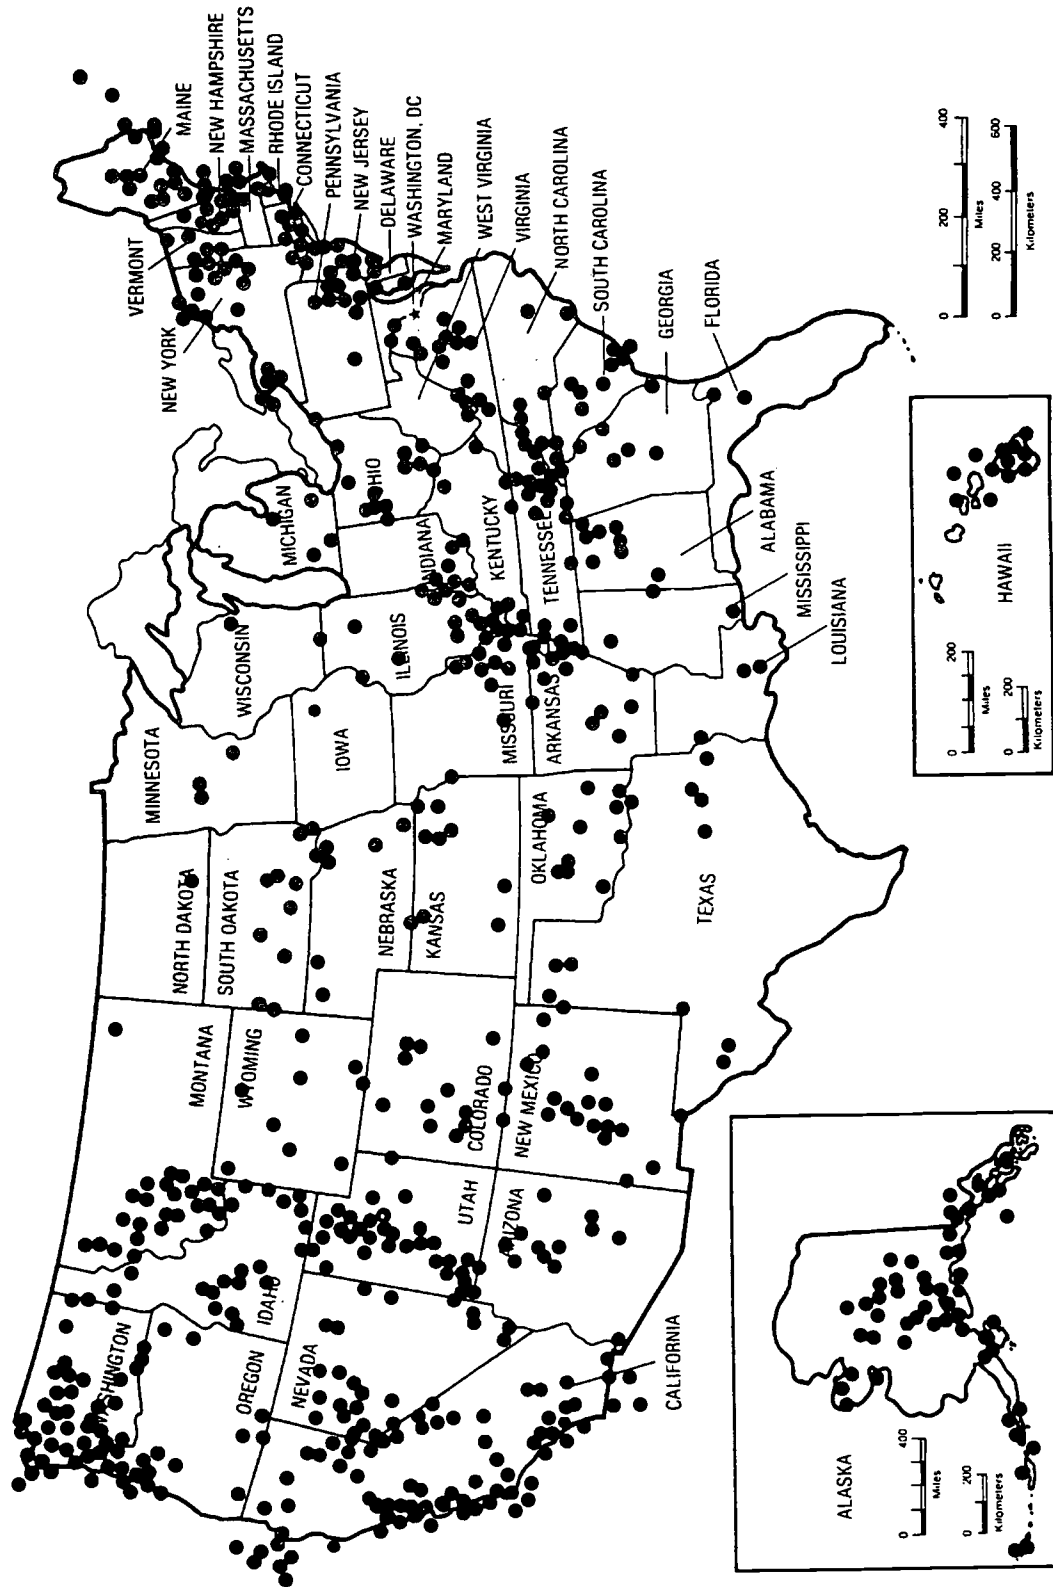 WASHINGTON
OREGON
IDAHO
NEVADA
CALIFORNIA
MONTANA
WYOMING
UTAH
ARIZONA
COLORADO
NEW MEXICO
NORTH DAKOTA
SOUTH DAKOTA
NEBRASKA
KANSAS
OKLAHOMA
TEXAS
MINNESOTA
IOWA
MISSOURI
ARKANSAS
LOUISIANA
WISCONSIN
ILLINOIS
MICHIGAN
INDIANA
OHIO
KENTUCKY
TENNESSEE
MISSISSIPPI
ALABAMA
NEW YORK
VERMONT
MAINE
NEW HAMPSHIRE
MASSACHUSETTS
RHODE ISLAND
CONNECTICUT
PENNSYLVANIA
NEW JERSEY
DELAWARE
WASHINGTON, DC
MARYLAND
WEST VIRGINIA
VIRGINIA
NORTH CAROLINA
SOUTH CAROLINA
GEORGIA
FLORIDA
ALASKA
0 400
Miles
0 200
Kilometers
HAWAII
0 200
Miles
0 200
Kilometers
0 200 400
Miles
0 200 400 600
Kilometers